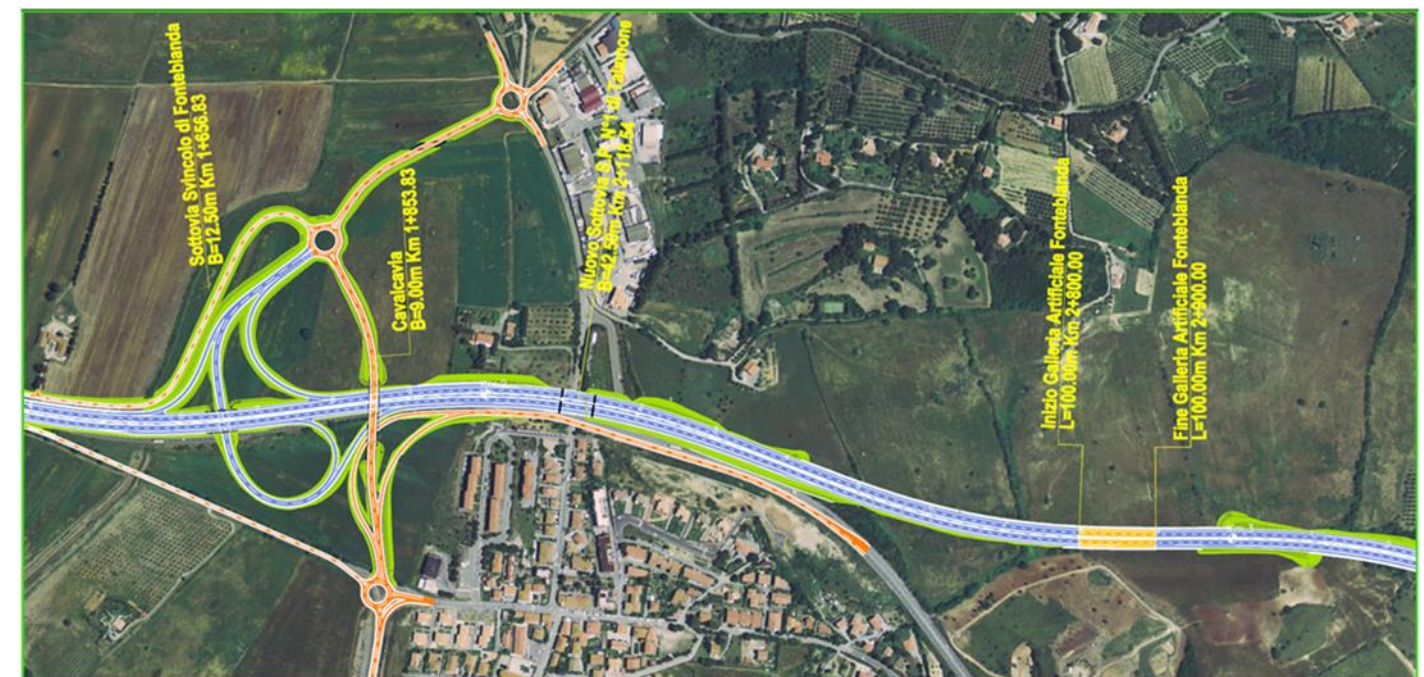 Sottovia Svincolo di Fonteblanda
B=12.50m Km 1+656.83
Cavalcavia
B=9.00m Km 1+853.83
Nuovo Sottovia S.P. N°1 di Talamone
B=42.50m Km 2+118.64
Inizio Galleria Artificiale Fonteblanda
L=100.00m Km 2+800.00
Fine Galleria Artificiale Fonteblanda
L=100.00m Km 2+900.00